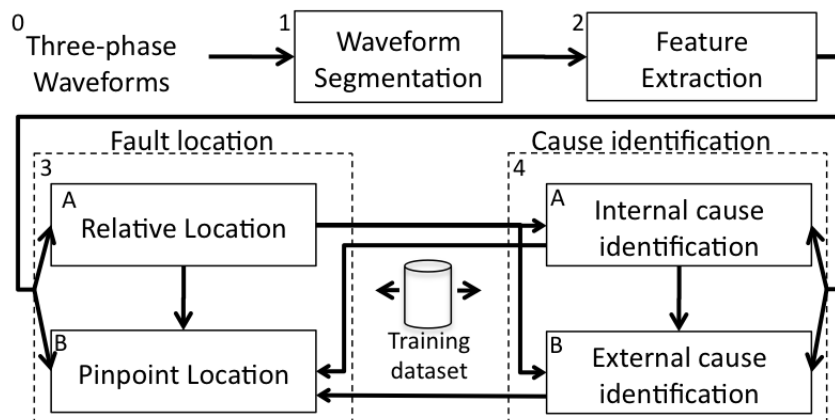 0
Three-phase
Waveforms
1
Waveform
Segmentation
2
Feature
Extraction
Fault location
3
A
Relative Location
B
Pinpoint Location
Training
dataset
Cause identification
4
A
Internal cause
identification
B
External cause
identification